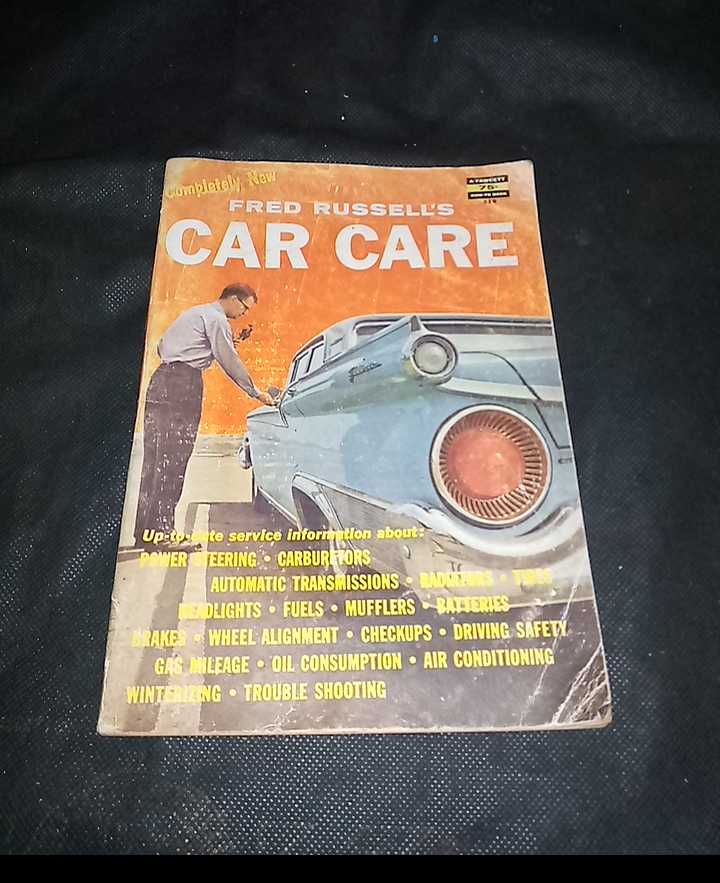 Completely New
A FAWCETT
75¢
HOW-TO BOOK
FRED RUSSELL'S
CAR CARE
Up-to-date service information about:
POWER STEERING • CARBURETORS
AUTOMATIC TRANSMISSIONS • RADIATORS • TIRES
HEADLIGHTS • FUELS • MUFFLERS • BATTERIES
BRAKES • WHEEL ALIGNMENT • CHECKUPS • DRIVING SAFETY
GAS MILEAGE • OIL CONSUMPTION • AIR CONDITIONING
WINTERIZING • TROUBLE SHOOTING